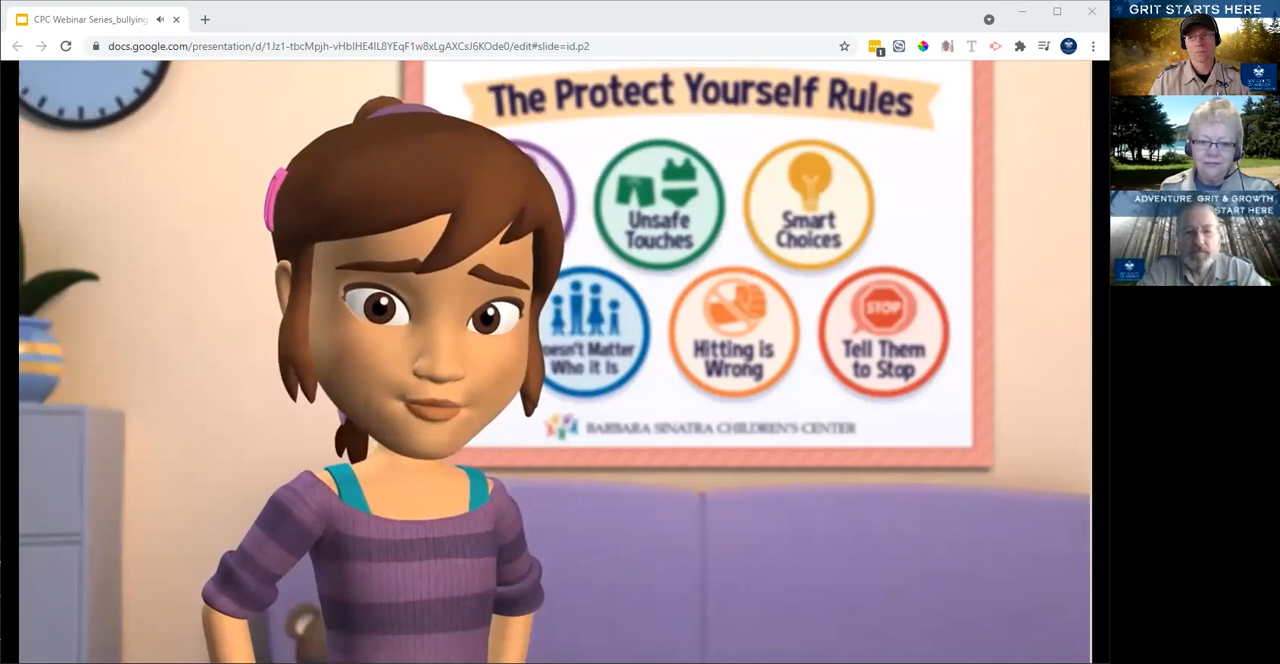 CPC Webinar Series_bullying
docs.google.com/presentation/d/1Jz1-tbcMpjh-vHbIHE4IL8YEqF1w8xLgAXCsJ6KOde0/edit#slide=id.p2
The Protect Yourself Rules
Unsafe
Touches
Smart
Choices
Matter
Who it Is
Hitting is
Wrong
STOP
Tell Them
to Stop
BARBARA SINATRA CHILDREN'S CENTER
GRIT STARTS HERE
ADVENTURE GRIT & GROWTH
START HERE